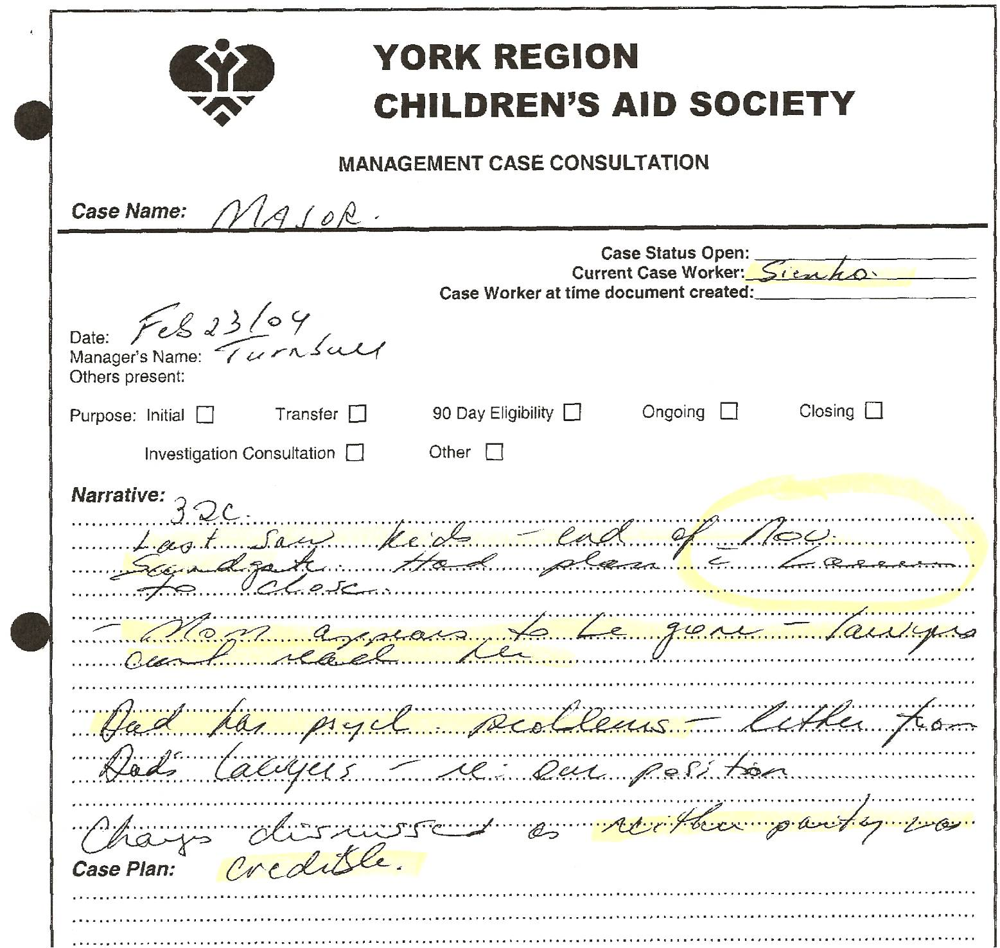 YORK REGION
CHILDREN'S AID SOCIETY
MANAGEMENT CASE CONSULTATION
Case Name: MAJOR.
Case Status Open:
Current Case Worker: Sienko.
Case Worker at time document created:
Date: Feb 23/04
Manager's Name: Turnbull
Others present:
Purpose: Initial Transfer 90 Day Eligibility Ongoing Closing
Investigation Consultation Other
Narrative:
32C.
Last saw kids - end of Nov.
Sandgate. Had plan c̄
to close.
- Mom appears to be gone - lawyers
can't reach her
Dad has psych. problems - letter from
Dad's lawyers - re: our position
Charges dismissed as neither party was
Case Plan: credible.